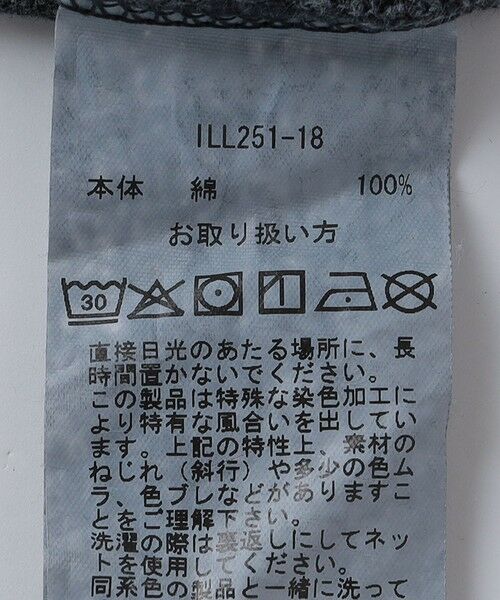 ILL251-18
本体 綿 100%
お取り扱い方
30
直接日光のあたる場所に、長
時間置かないでください。
この製品は特殊な染色加工に
より特有な風合いを出してい
ます。上記の特性上、素材の
ねじれ（斜行）や多少の色ム
ラ、色ブレなどがありますこ
とをご理解下さい。
洗濯の際は裏返しにしてネッ
トを使用してください。
同系色の製品と一緒に洗って